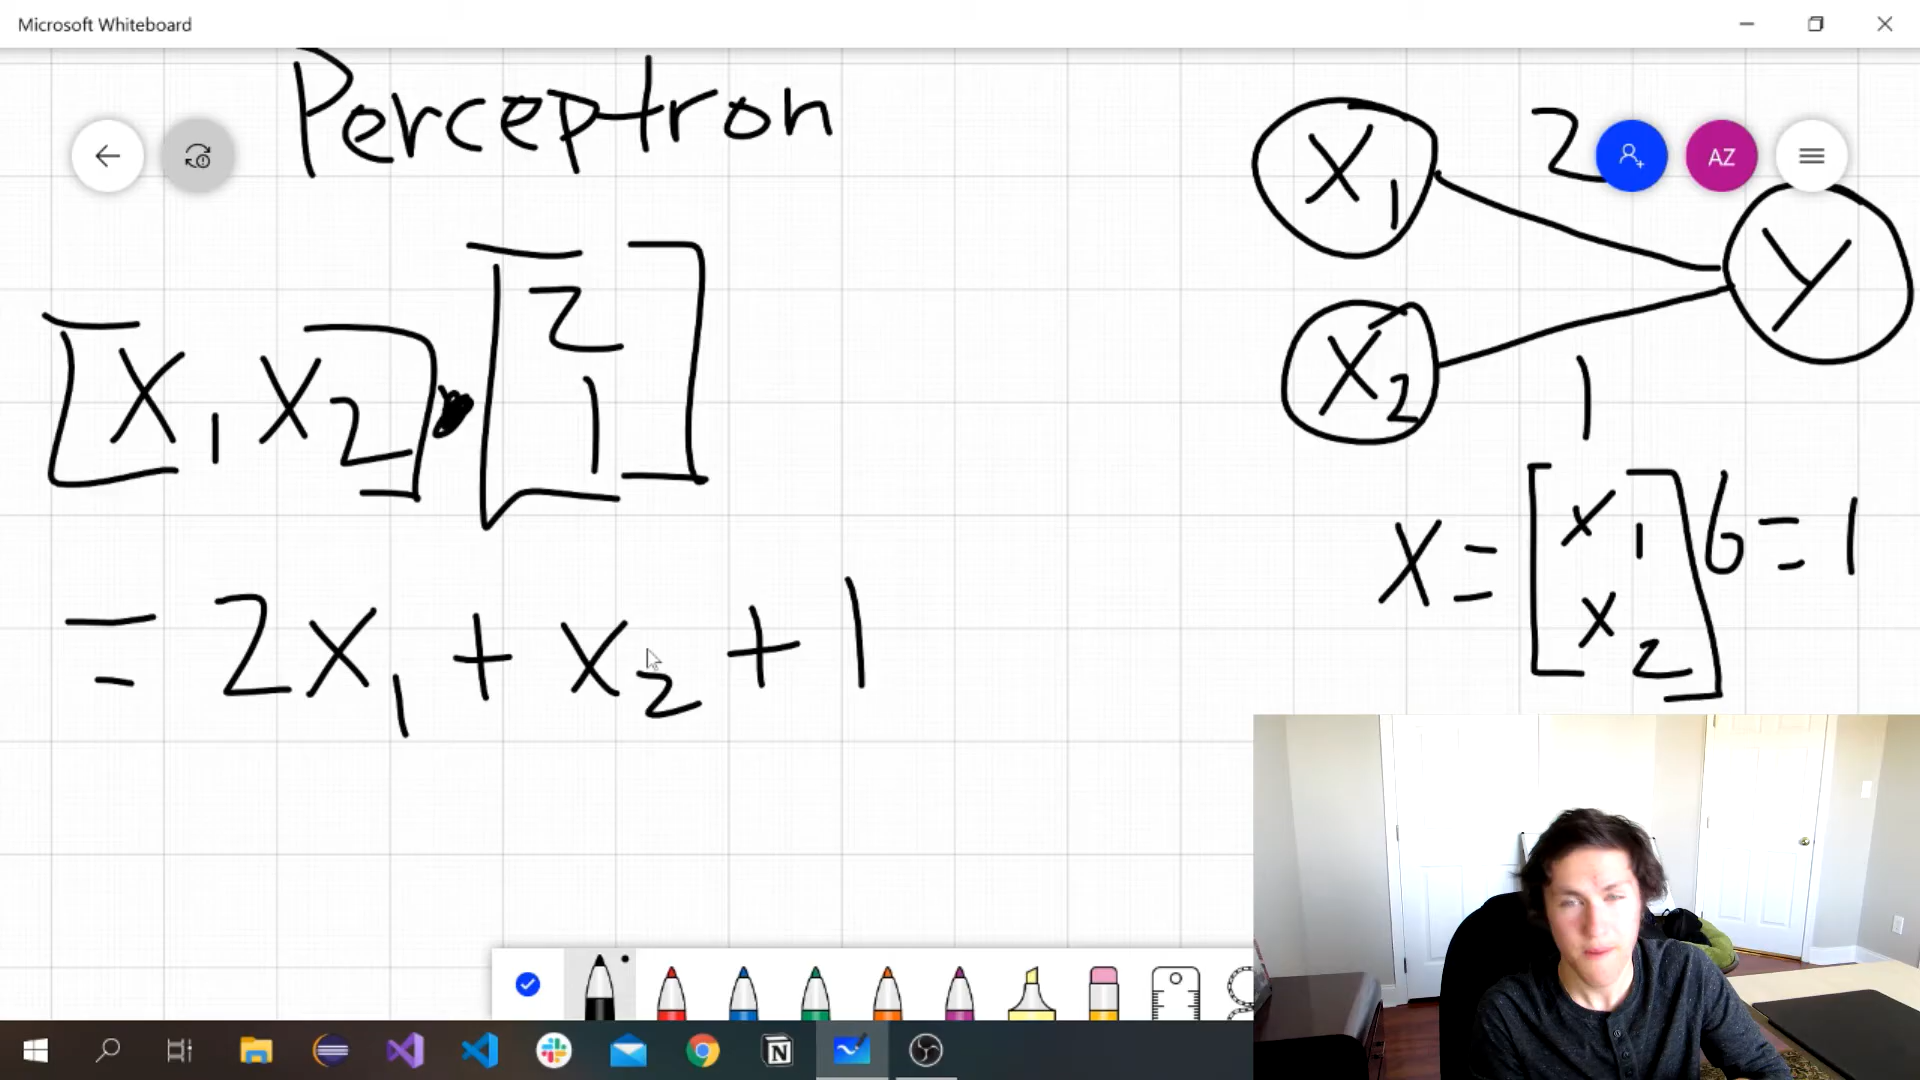 Microsoft Whiteboard
Perceptron
AZ
[X1 X2] • [2
1]
= 2X1 + X2 + 1
X1
2
Y
X2
1
X = [X1
X2]
b = 1
N